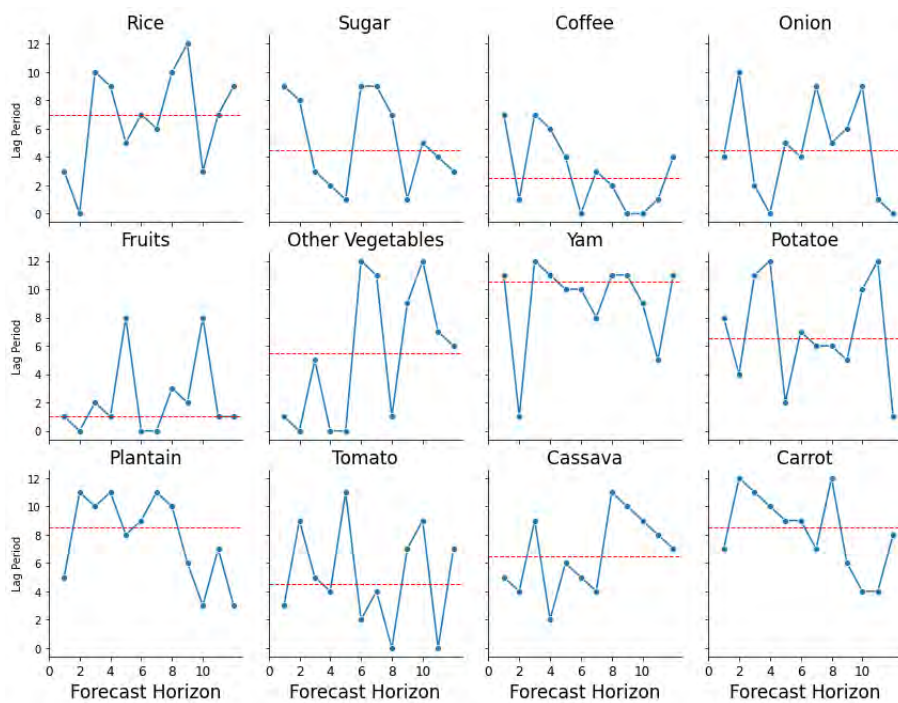 Rice Sugar Coffee Onion
12
10
8
6
4
2
0
Lag Period
Fruits Other Vegetables Yam Potatoe
12
10
8
6
4
2
0
Lag Period
Plantain Tomato Cassava Carrot
12
10
8
6
4
2
0
Lag Period
0 2 4 6 8 10 0 2 4 6 8 10 0 2 4 6 8 10 0 2 4 6 8 10
Forecast Horizon Forecast Horizon Forecast Horizon Forecast Horizon